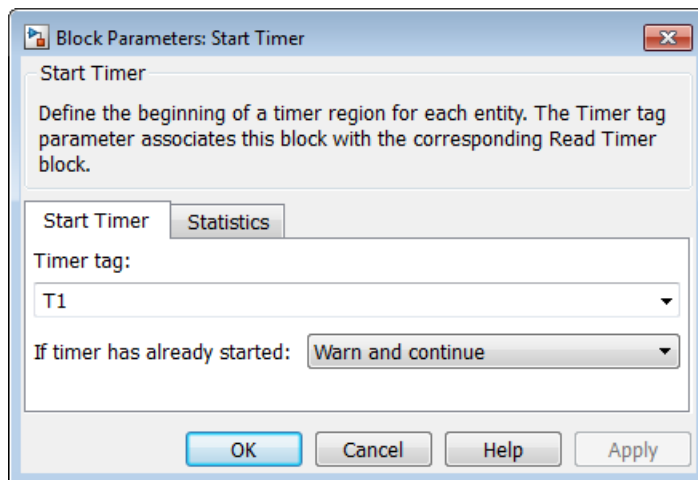 Block Parameters: Start Timer
Start Timer
Define the beginning of a timer region for each entity. The Timer tag
parameter associates this block with the corresponding Read Timer
block.
Start Timer Statistics
Timer tag:
T1
If timer has already started: Warn and continue
OK Cancel Help Apply